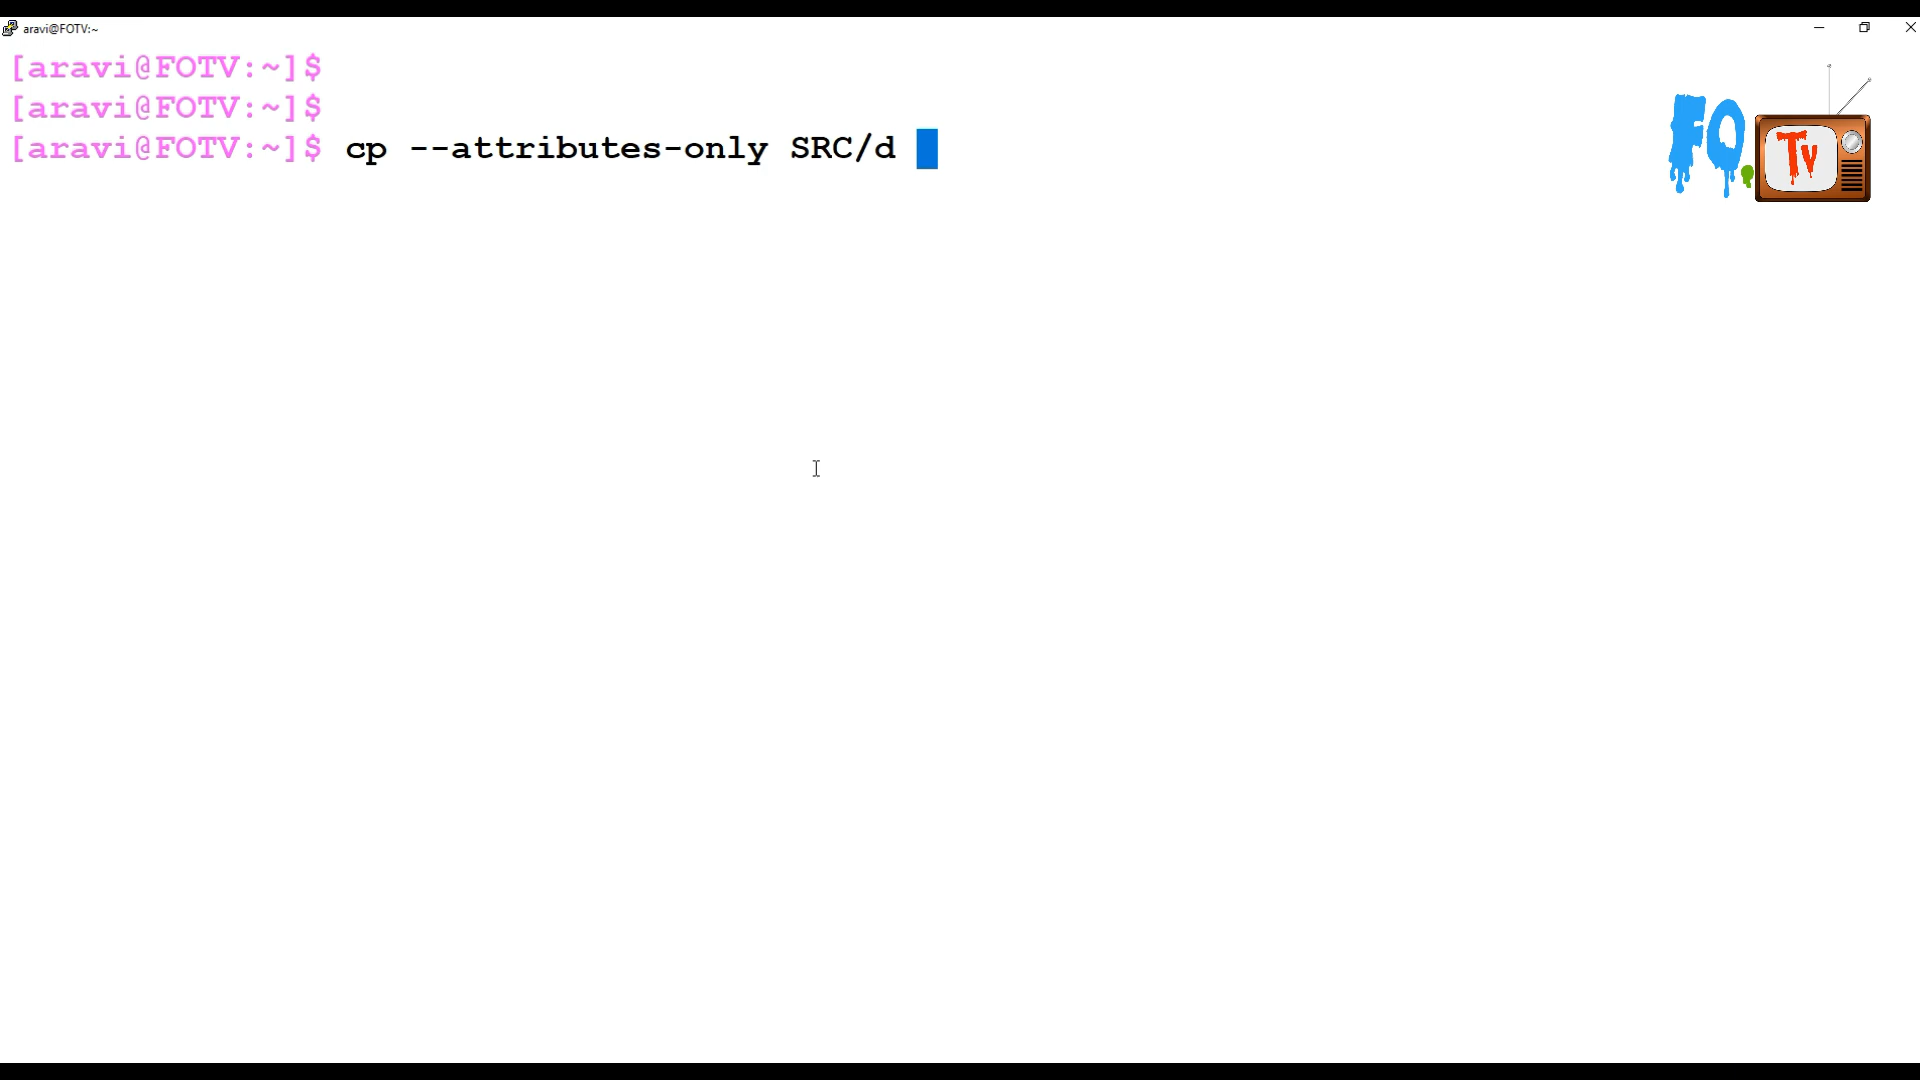 aravi@FOTV:~
[aravi@FOTV:~]$
[aravi@FOTV:~]$
[aravi@FOTV:~]$ cp --attributes-only SRC/d
FO.
Tv